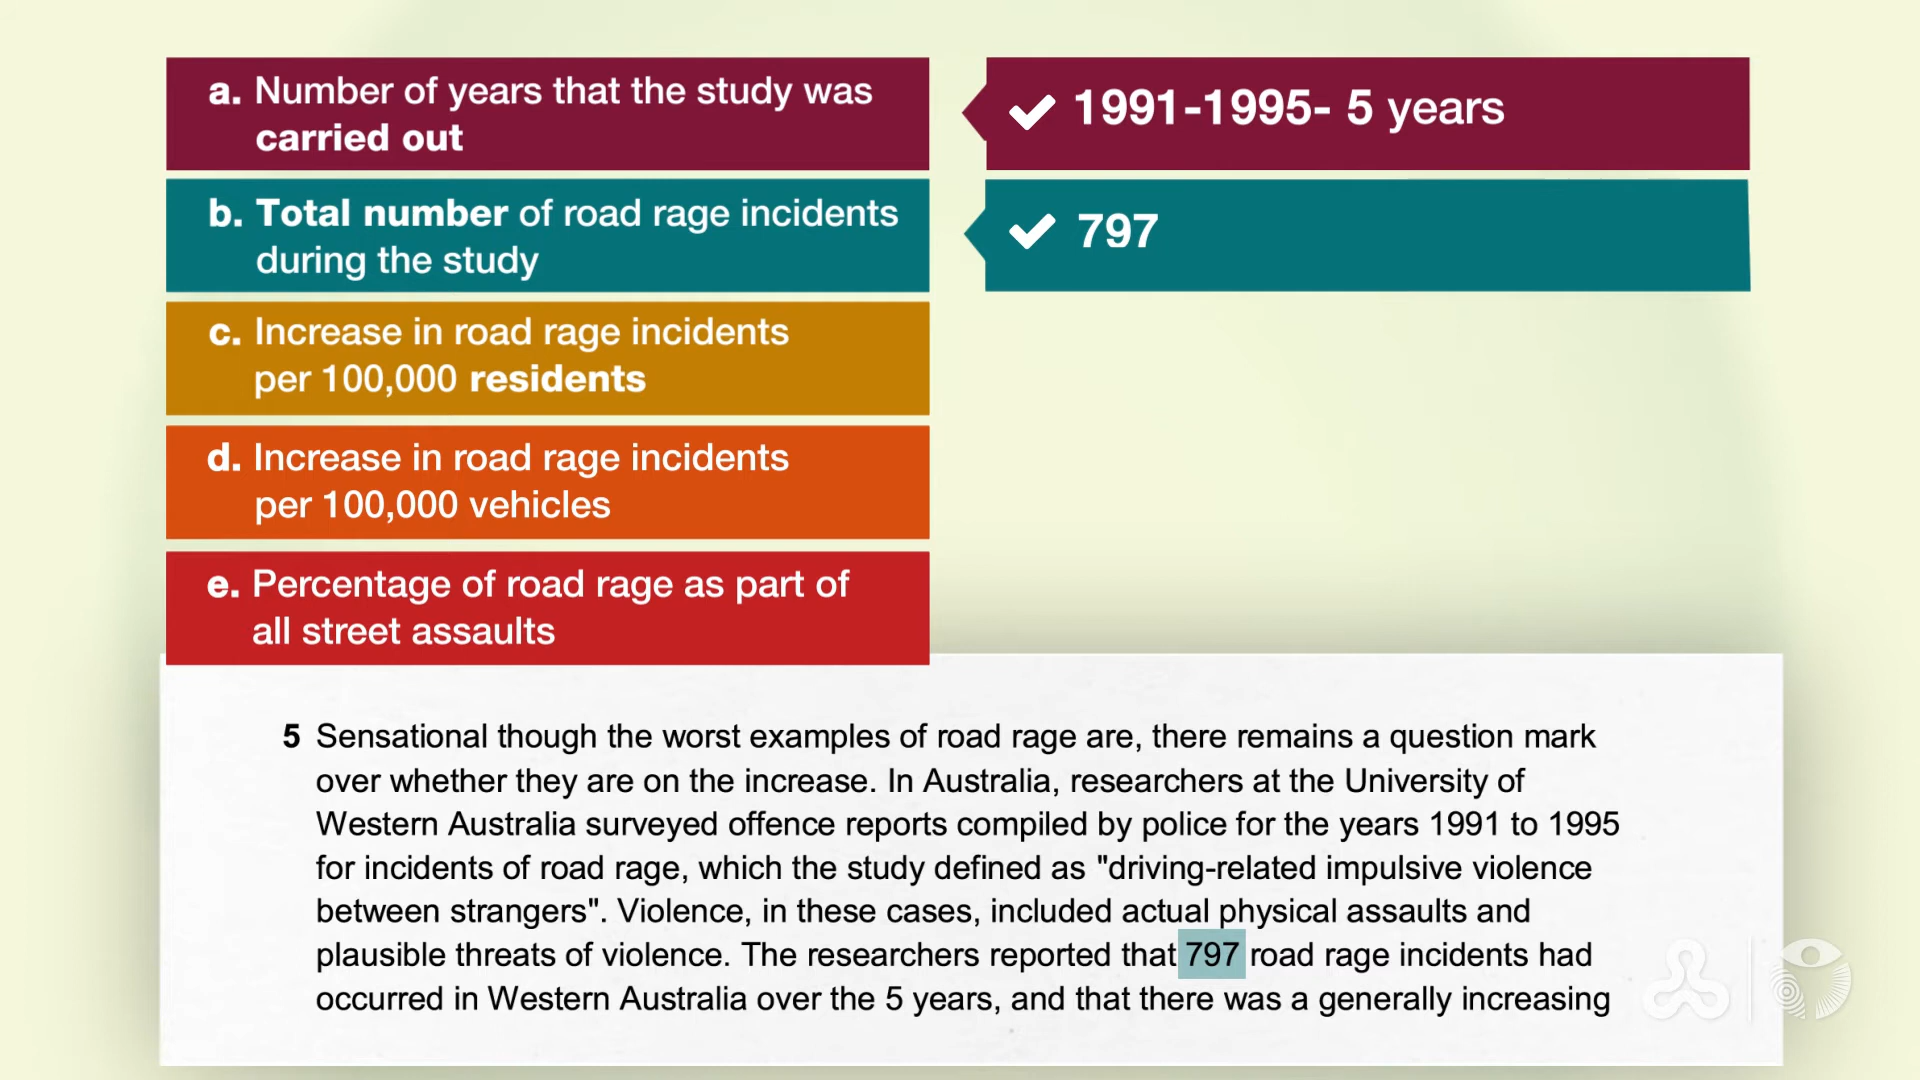 a. Number of years that the study was
carried out
1991-1995- 5 years
b. Total number of road rage incidents
during the study
797
c. Increase in road rage incidents
per 100,000 residents
d. Increase in road rage incidents
per 100,000 vehicles
e. Percentage of road rage as part of
all street assaults
5 Sensational though the worst examples of road rage are, there remains a question mark
over whether they are on the increase. In Australia, researchers at the University of
Western Australia surveyed offence reports compiled by police for the years 1991 to 1995
for incidents of road rage, which the study defined as "driving-related impulsive violence
between strangers". Violence, in these cases, included actual physical assaults and
plausible threats of violence. The researchers reported that 797 road rage incidents had
occurred in Western Australia over the 5 years, and that there was a generally increasing